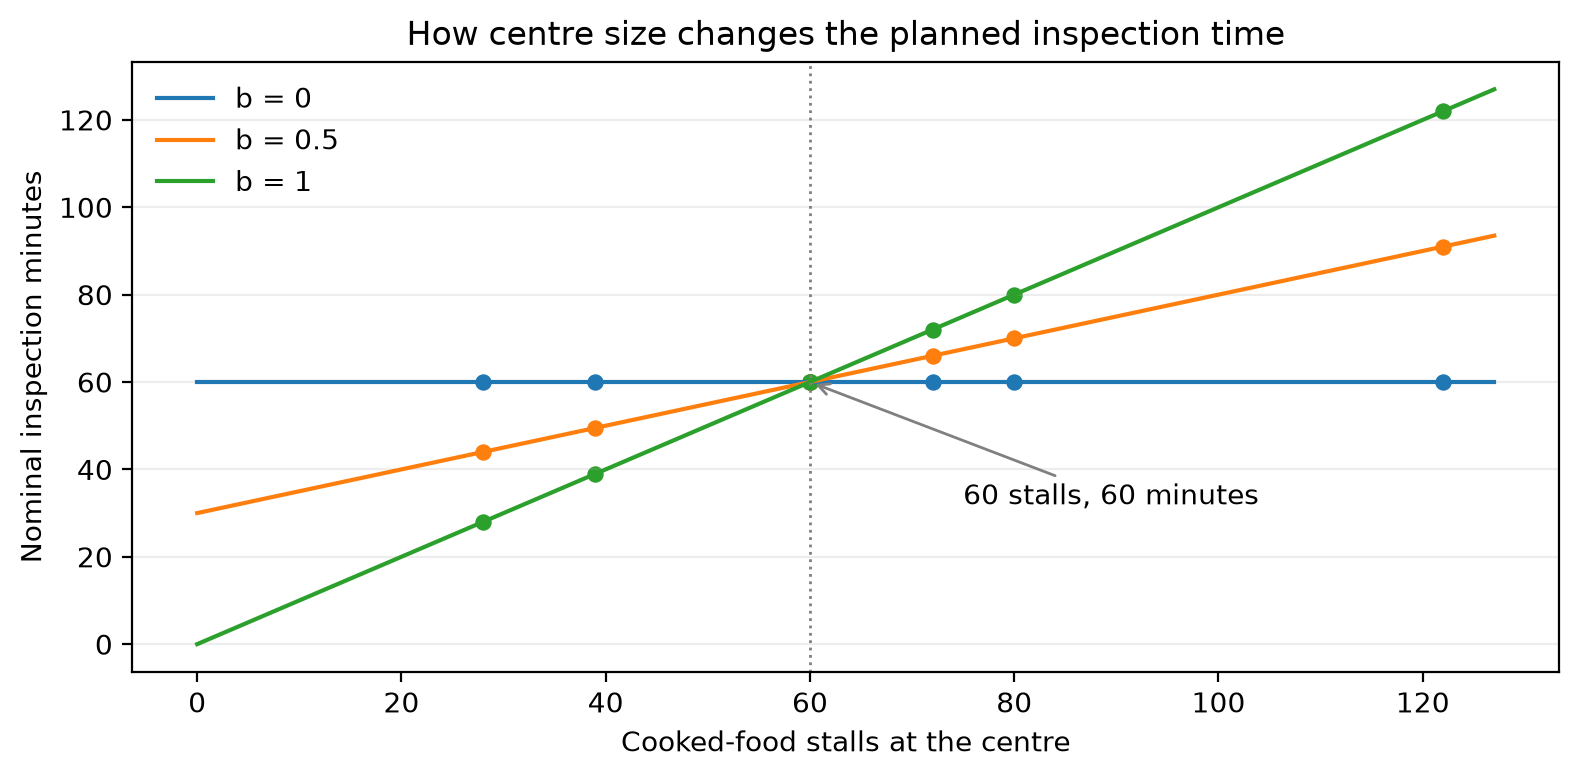 How centre size changes the planned inspection time
b = 0
b = 0.5
b = 1
Nominal inspection minutes
120
100
80
60
40
20
0
60 stalls, 60 minutes
0 20 40 60 80 100 120
Cooked-food stalls at the centre